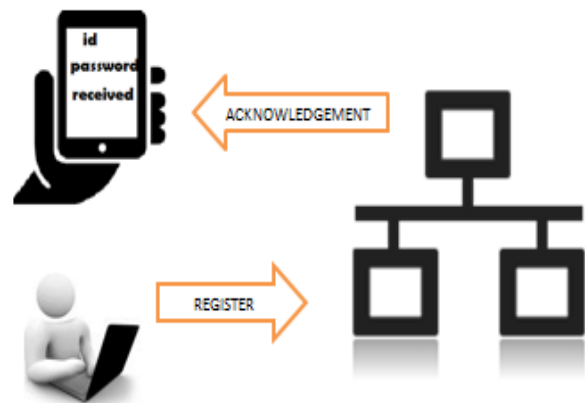 id
password
received
ACKNOWLEDGEMENT
REGISTER